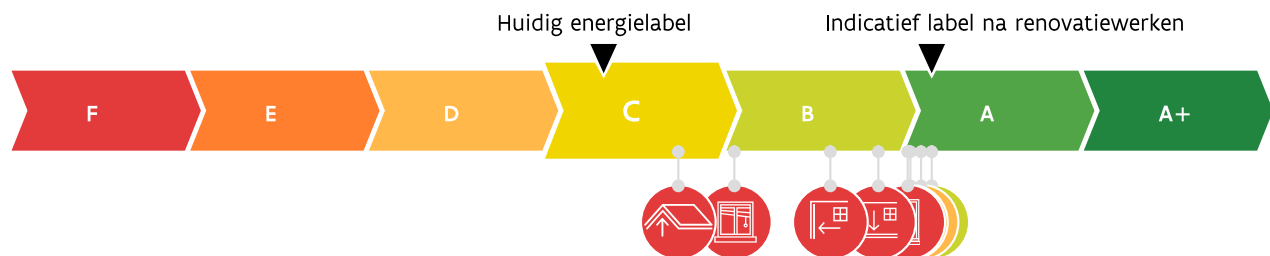 Huidig energielabel
Indicatief label na renovatiewerken
F
E
D
C
B
A
A+